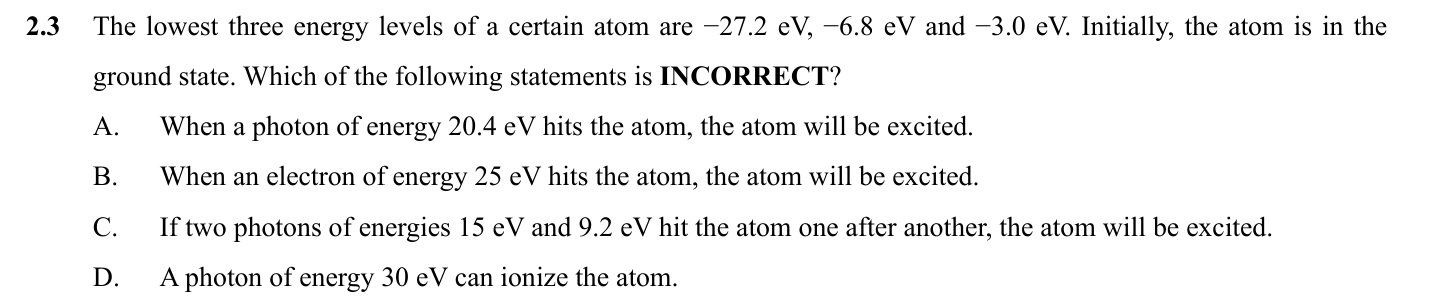 2.3 The lowest three energy levels of a certain atom are −27.2 eV, −6.8 eV and −3.0 eV. Initially, the atom is in the
ground state. Which of the following statements is INCORRECT?
A. When a photon of energy 20.4 eV hits the atom, the atom will be excited.
B. When an electron of energy 25 eV hits the atom, the atom will be excited.
C. If two photons of energies 15 eV and 9.2 eV hit the atom one after another, the atom will be excited.
D. A photon of energy 30 eV can ionize the atom.